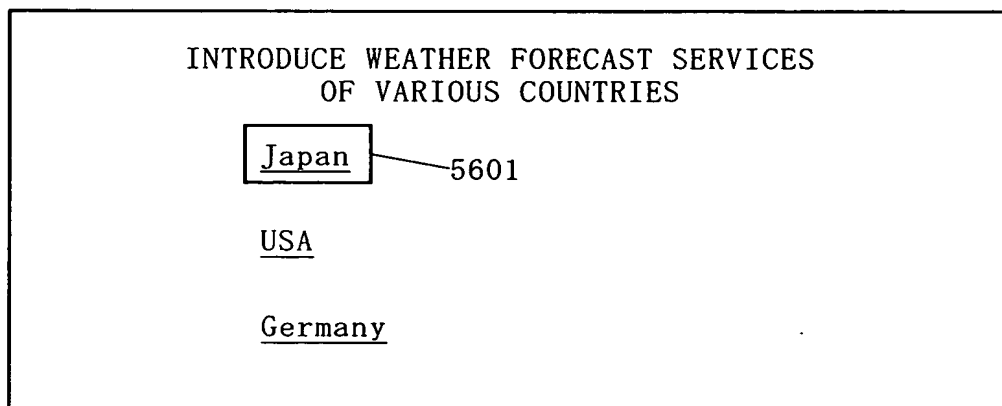 INTRODUCE WEATHER FORECAST SERVICES
OF VARIOUS COUNTRIES
Japan
5601
USA
Germany